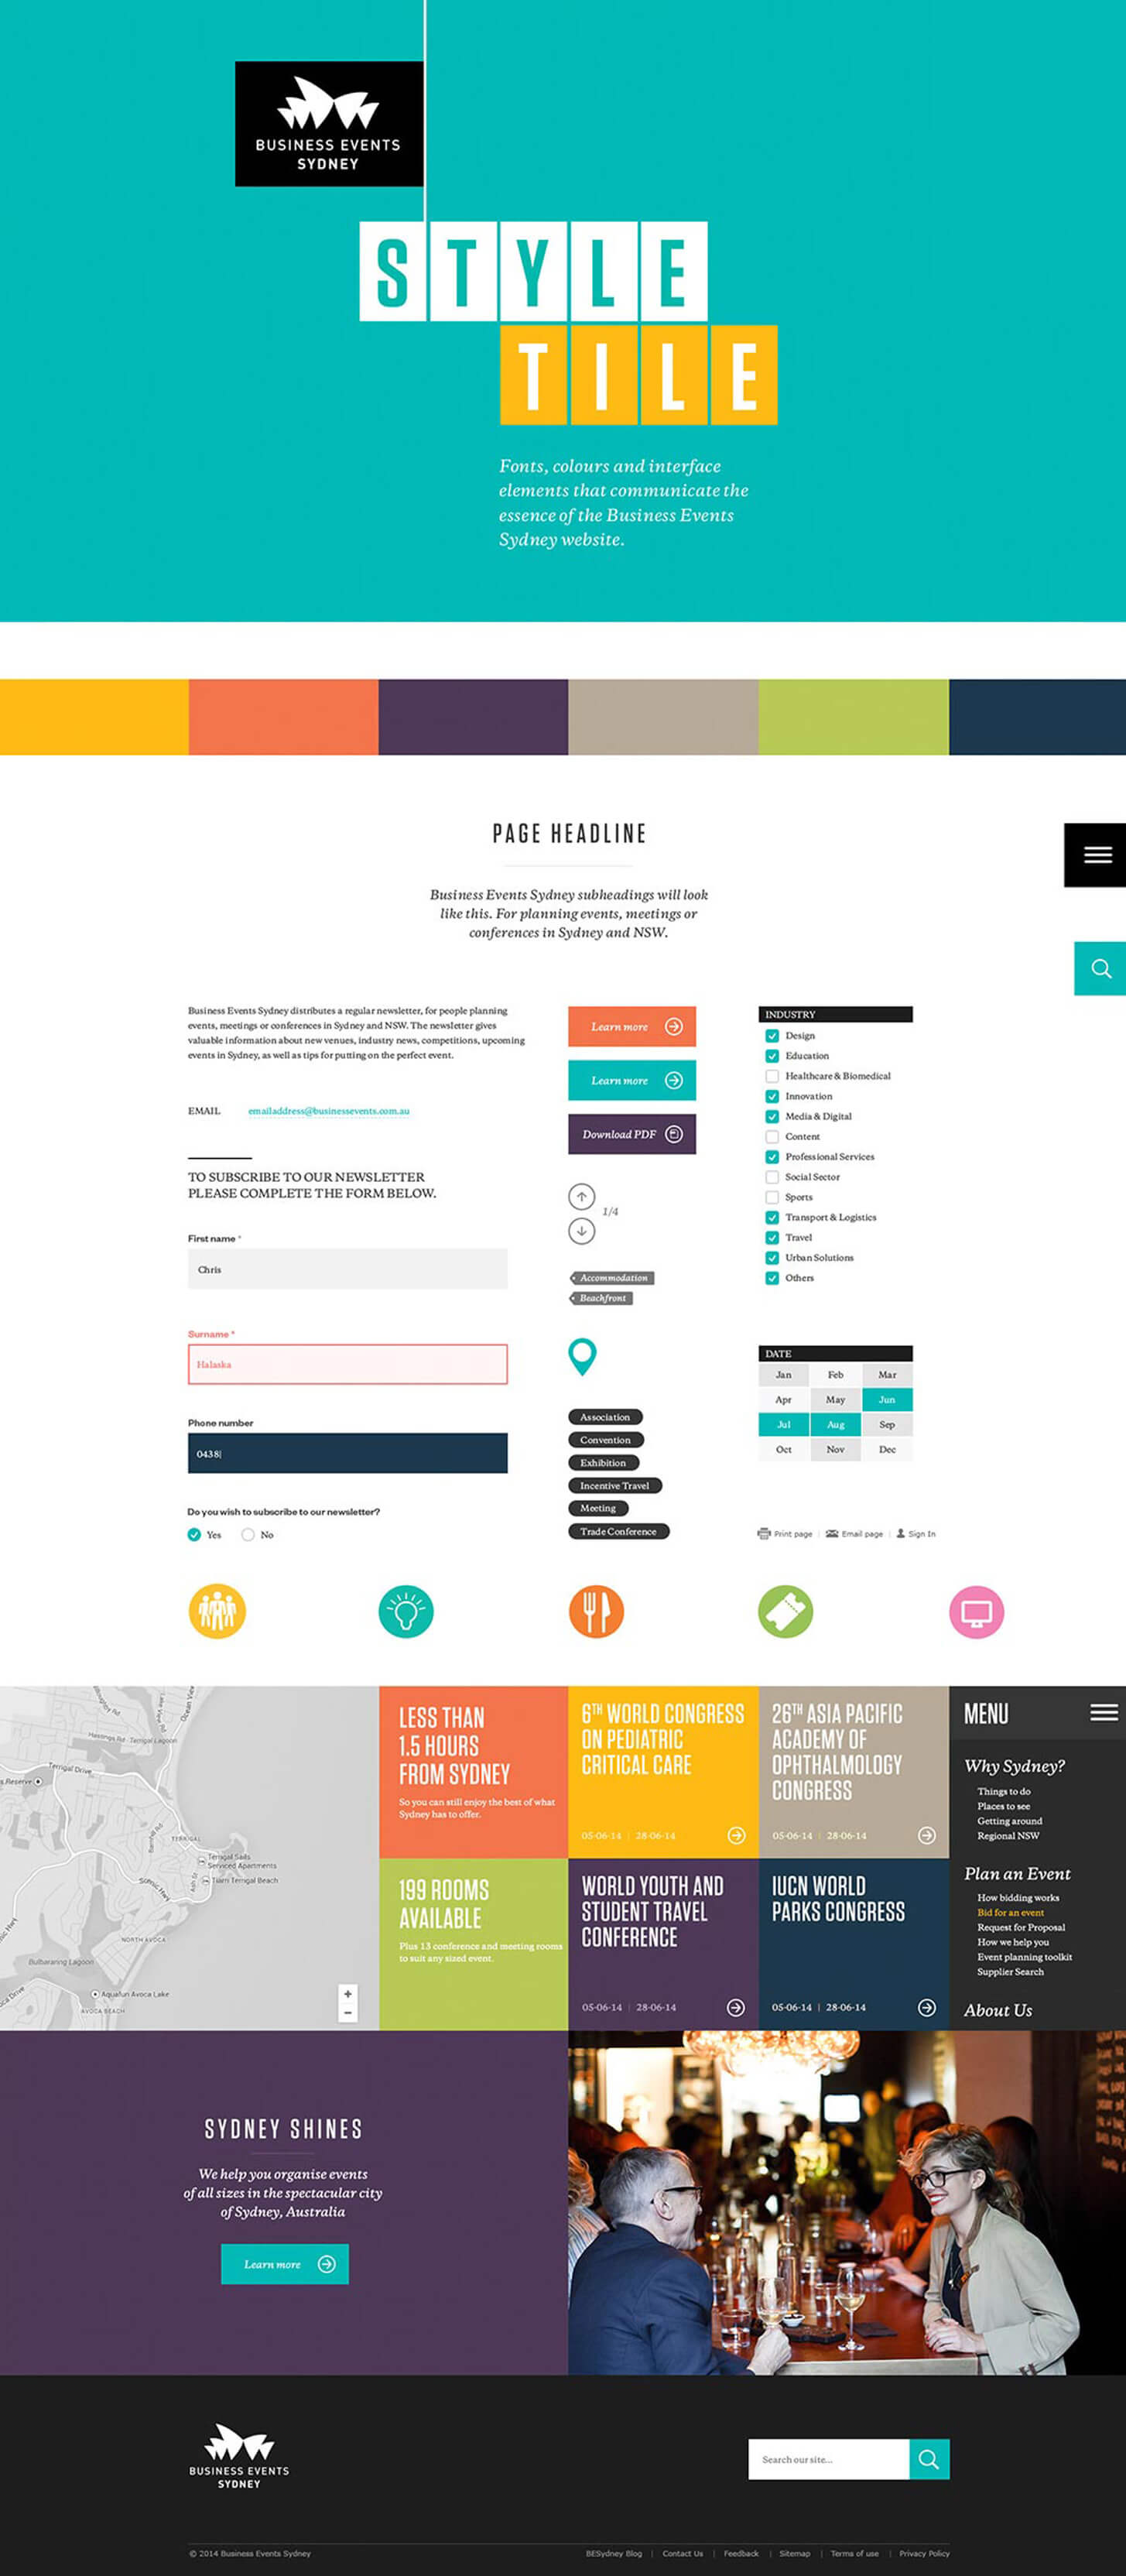 BUSINESS EVENTS
SYDNEY
STYLE
TILE
Fonts, colours and interface
elements that communicate the
essence of the Business Events
Sydney website.
PAGE HEADLINE
Business Events Sydney subheadings will look
like this. For planning events, meetings or
conferences in Sydney and NSW.
Business Events Sydney distributes a regular newsletter, for people planning
events, meetings or conferences in Sydney and NSW. The newsletter gives
valuable information about new venues, industry news, competitions, upcoming
events in Sydney, as well as tips for putting on the perfect event.
EMAIL emailaddress@businessevents.com.au
TO SUBSCRIBE TO OUR NEWSLETTER
PLEASE COMPLETE THE FORM BELOW.
First name *
Chris
Surname *
Halaska
Phone number
0438|
Do you wish to subscribe to our newsletter?
Yes No
Learn more
Learn more
Download PDF
1/4
Accommodation
Beachfront
Association
Convention
Exhibition
Incentive Travel
Meeting
Trade Conference
INDUSTRY
Design
Education
Healthcare & Biomedical
Innovation
Media & Digital
Content
Professional Services
Social Sector
Sports
Transport & Logistics
Travel
Urban Solutions
Others
DATE
Jan Feb Mar
Apr May Jun
Jul Aug Sep
Oct Nov Dec
Print page | Email page | Sign In
Ocean View
Hastings Rd Terrigal Lagoon
Terrigal Drive
s Reserve
TERRIGAL
Terrigal Sails
Serviced Apartments
Tiarri Terrigal Beach
Scenic Hwy
NORTH AVOCA
Bulbararing Lagoon
Aquafun Avoca Lake
AVOCA BEACH
+
−
LESS THAN
1.5 HOURS
FROM SYDNEY
So you can still enjoy the best of what
Sydney has to offer.
6TH WORLD CONGRESS
ON PEDIATRIC
CRITICAL CARE
05-06-14 | 28-06-14
26TH ASIA PACIFIC
ACADEMY OF
OPHTHALMOLOGY
CONGRESS
05-06-14 | 28-06-14
199 ROOMS
AVAILABLE
Plus 13 conference and meeting rooms
to suit any sized event.
WORLD YOUTH AND
STUDENT TRAVEL
CONFERENCE
05-06-14 | 28-06-14
IUCN WORLD
PARKS CONGRESS
05-06-14 | 28-06-14
MENU
Why Sydney?
Things to do
Places to see
Getting around
Regional NSW
Plan an Event
How bidding works
Bid for an event
Request for Proposal
How we help you
Event planning toolkit
Supplier Search
About Us
SYDNEY SHINES
We help you organise events
of all sizes in the spectacular city
of Sydney, Australia
Learn more
BUSINESS EVENTS
SYDNEY
Search our site...
© 2014 Business Events Sydney
BESydney Blog | Contact Us | Feedback | Sitemap | Terms of use | Privacy Policy